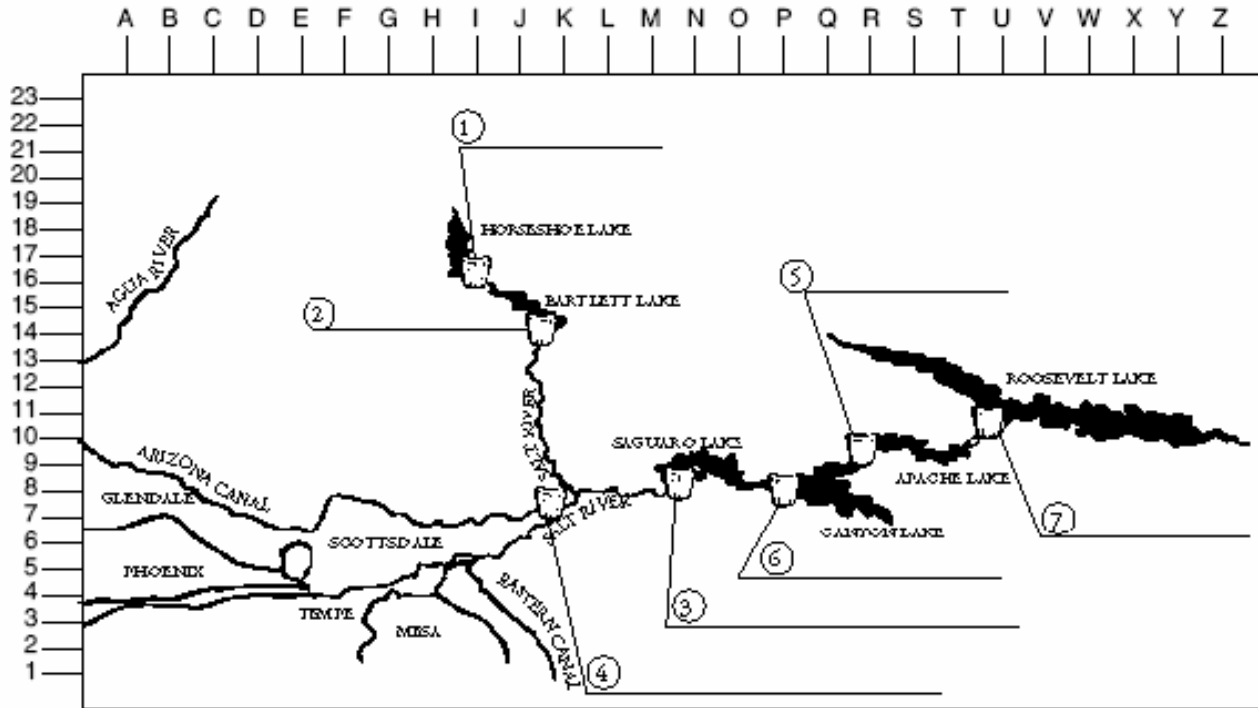 A B C D E F G H I J K L M N O P Q R S T U V W X Y Z
23
22
21
20
19
18
17
16
15
14
13
12
11
10
9
8
7
6
5
4
3
2
1
1
HORSESHOE LAKE
AGUA RIVER
5
BARTLETT LAKE
2
ROOSEVELT LAKE
SALT RIVER
SAGUARO LAKE
ARIZONA CANAL
APACHE LAKE
GLENDALE
SALT RIVER
CANYON LAKE
7
SCOTTSDALE
6
PHOENIX
EASTERN CANAL
3
TEMPE
MESA
4